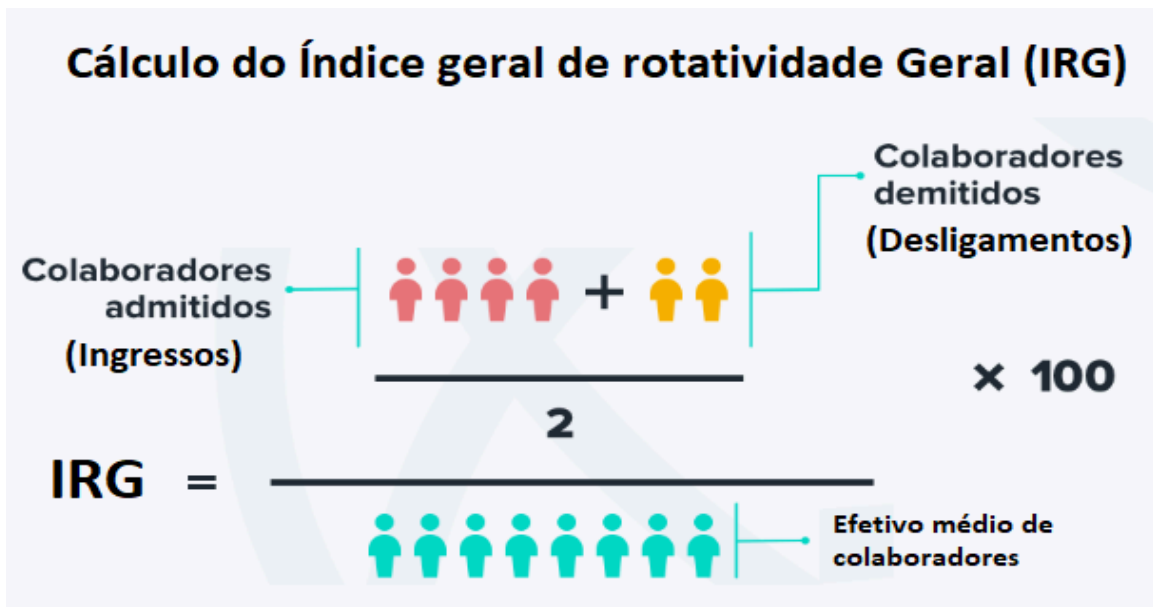 Cálculo do Índice geral de rotatividade Geral (IRG)
Colaboradores
demitidos
(Desligamentos)
Colaboradores
admitidos
(Ingressos)
+
× 100
2
IRG =
Efetivo médio de
colaboradores